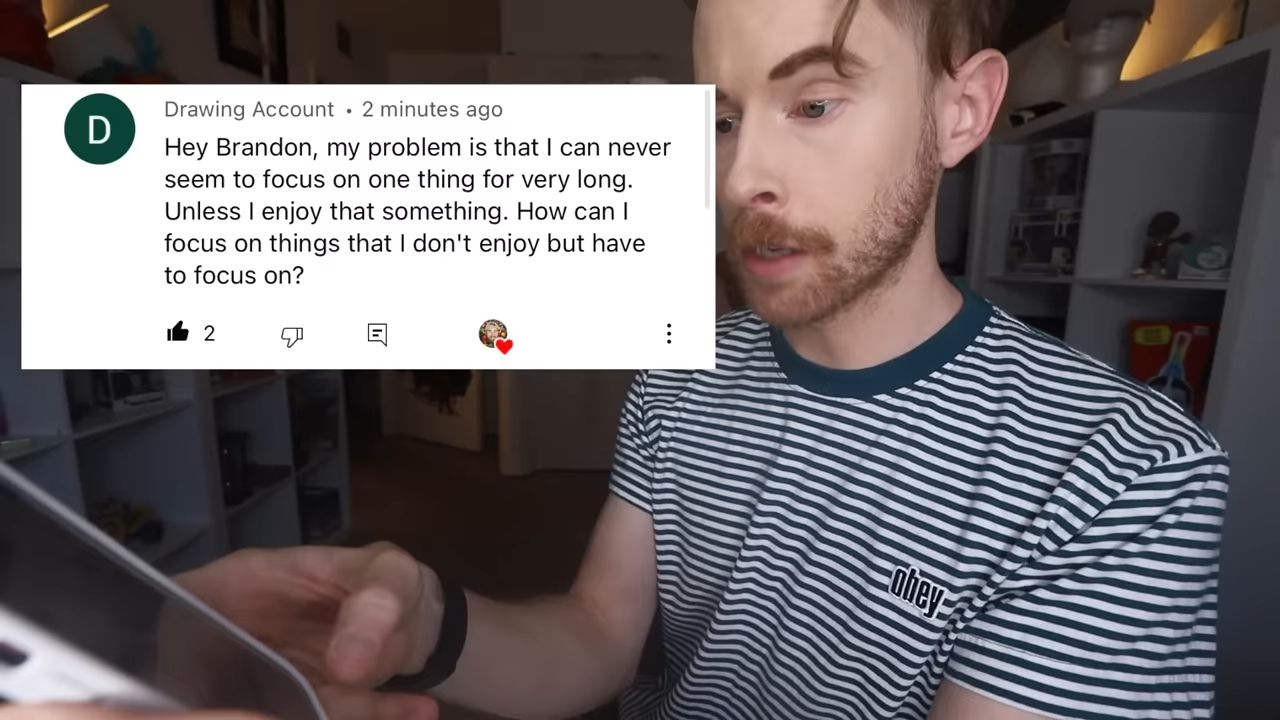 D
Drawing Account • 2 minutes ago
Hey Brandon, my problem is that I can never
seem to focus on one thing for very long.
Unless I enjoy that something. How can I
focus on things that I don't enjoy but have
to focus on?
2
obey